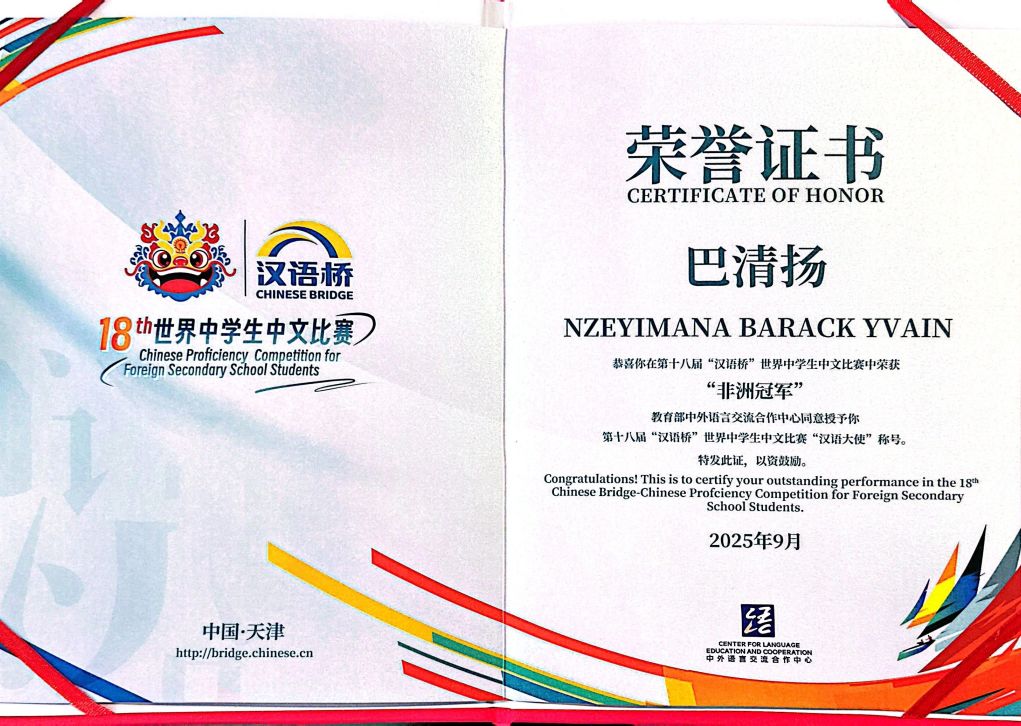 汉语桥
CHINESE BRIDGE
18th世界中学生中文比赛
Chinese Proficiency Competition for
Foreign Secondary School Students
中国·天津
http://bridge.chinese.cn
荣誉证书
CERTIFICATE OF HONOR
巴清扬
NZEYIMANA BARACK YVAIN
恭喜你在第十八届“汉语桥”世界中学生中文比赛中荣获
“非洲冠军”
教育部中外语言交流合作中心同意授予你
第十八届“汉语桥”世界中学生中文比赛“汉语大使”称号。
特发此证，以资鼓励。
Congratulations! This is to certify your outstanding performance in the 18th
Chinese Bridge-Chinese Profciency Competition for Foreign Secondary
School Students.
2025年9月
CENTER FOR LANGUAGE
EDUCATION AND COOPERATION
中外语言交流合作中心